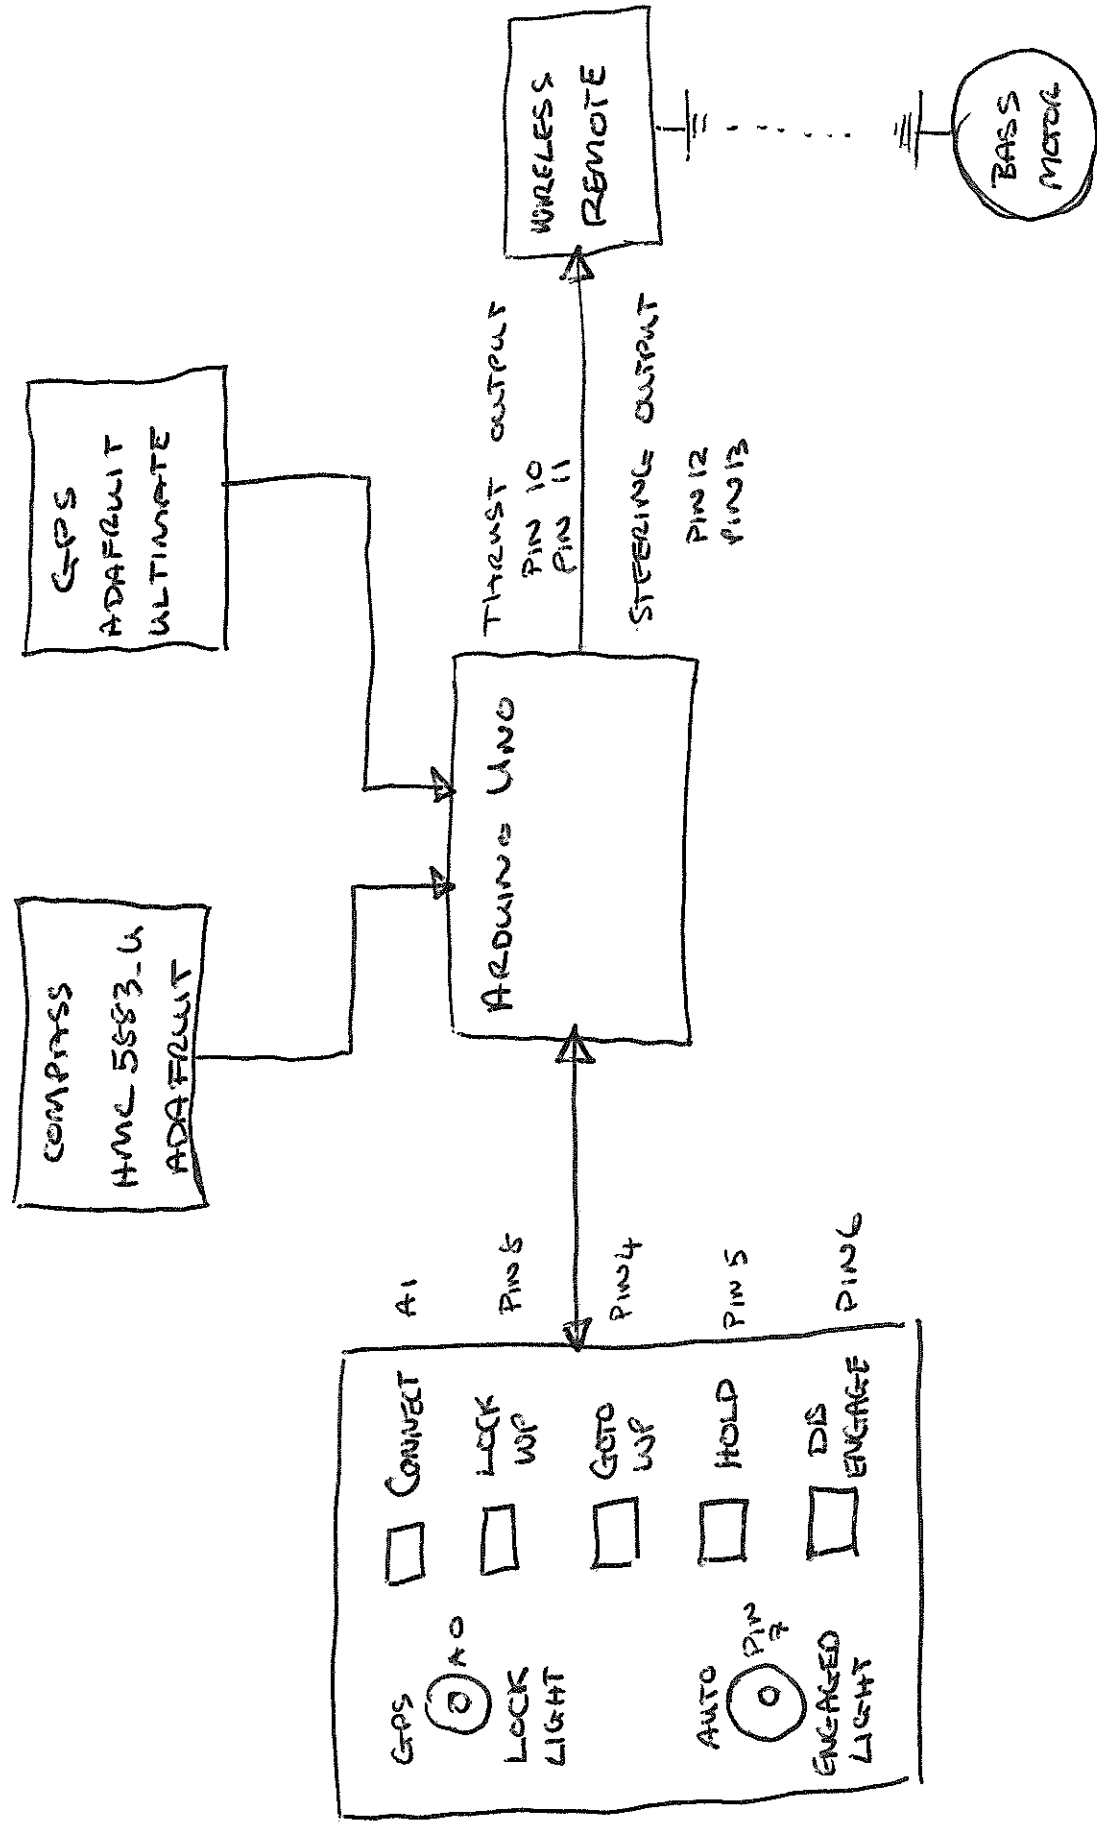 COMPASS
HMC 5883-L
ADAFRUIT
GPS
ADAFRUIT
ULTIMATE
ARDUINO UNO
THRUST OUTPUT
PIN 10
PIN 11
STEERING OUTPUT
PIN 12
PIN 13
WIRELESS
REMOTE
BASS
MOTOR
GPS
A0
LOCK
LIGHT
AUTO
PIN
7
ENGAGED
LIGHT
CONNECT
LOCK
WP
GOTO
WP
HOLD
DIS
ENGAGE
A1
PIN 8
PIN 4
PIN 5
PIN 6